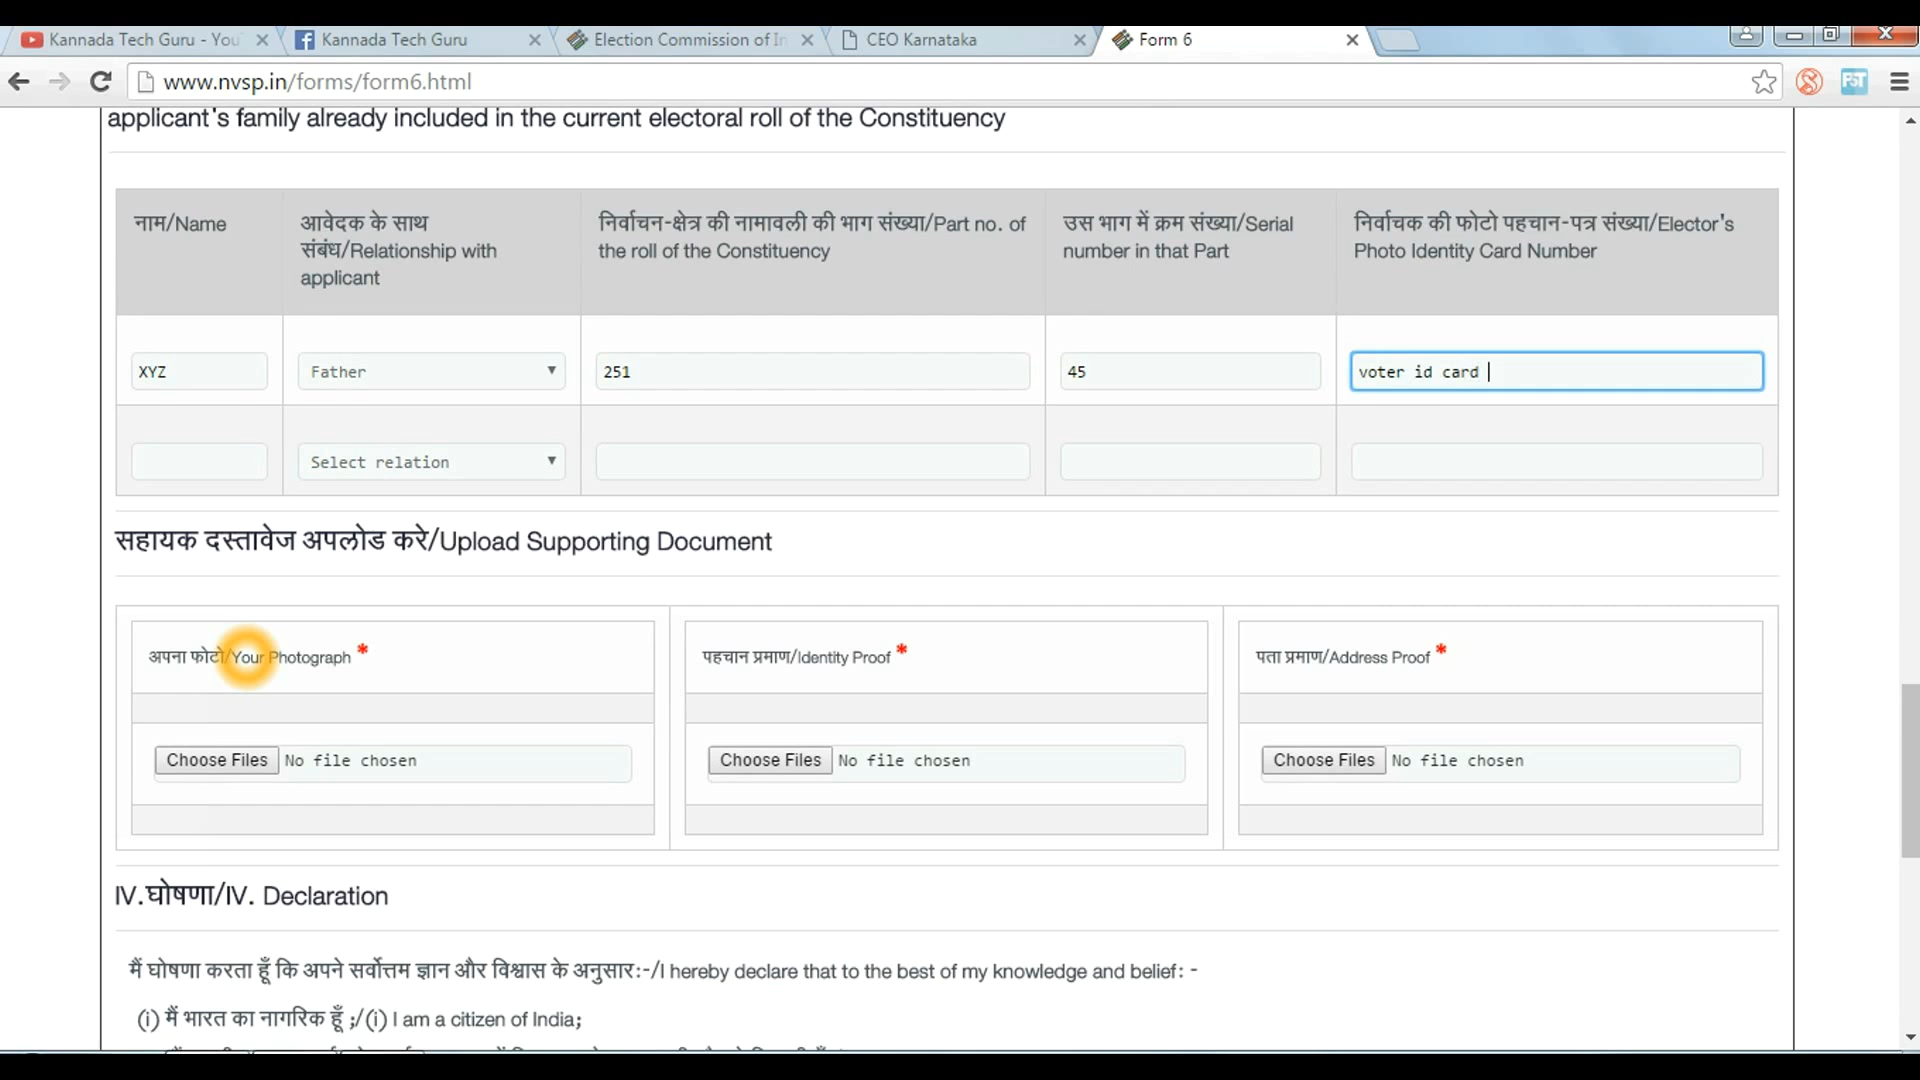 Kannada Tech Guru - You
Kannada Tech Guru
Election Commission of In
CEO Karnataka
Form 6
www.nvsp.in/forms/form6.html
PST
applicant's family already included in the current electoral roll of the Constituency
नाम/Name
आवेदक के साथ
संबंध/Relationship with
applicant
निर्वाचन-क्षेत्र की नामावली की भाग संख्या/Part no. of
the roll of the Constituency
उस भाग में क्रम संख्या/Serial
number in that Part
निर्वाचक की फोटो पहचान-पत्र संख्या/Elector's
Photo Identity Card Number
XYZ
Father
251
45
voter id card
Select relation
सहायक दस्तावेज अपलोड करे/Upload Supporting Document
अपना फोटो/Your Photograph *
पहचान प्रमाण/Identity Proof *
पता प्रमाण/Address Proof *
Choose Files No file chosen
Choose Files No file chosen
Choose Files No file chosen
IV.घोषणा/IV. Declaration
मैं घोषणा करता हूँ कि अपने सर्वोत्तम ज्ञान और विश्वास के अनुसार:-/I hereby declare that to the best of my knowledge and belief: -
(i) मैं भारत का नागरिक हूँ ;/(i) I am a citizen of India;